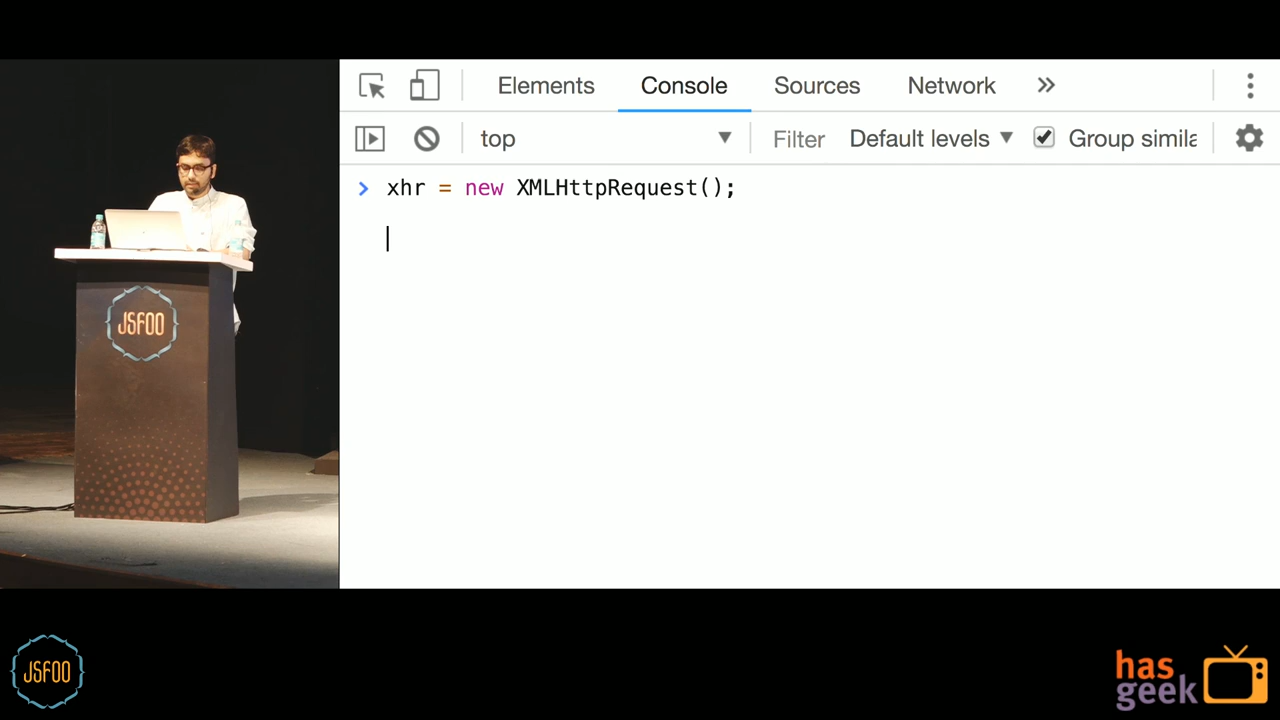 Elements Console Sources Network »
top Filter Default levels Group simila
> xhr = new XMLHttpRequest();
JSFOO
JSFOO
has
geek